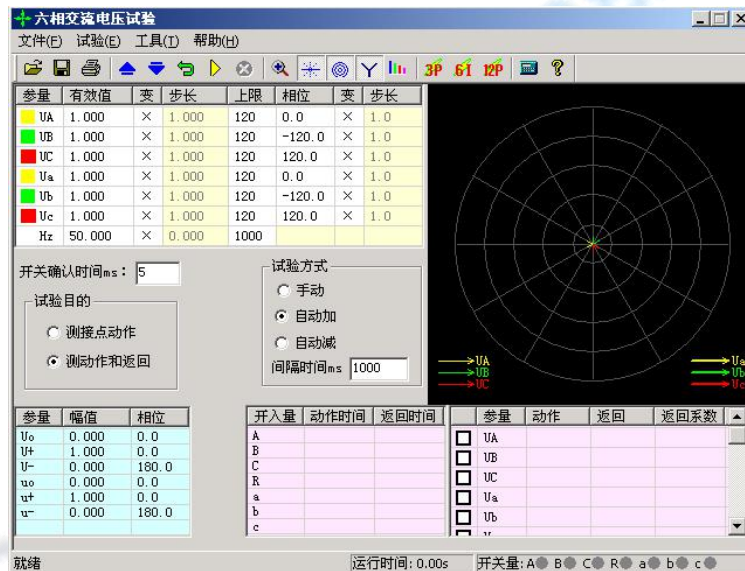 六相交流电压试验
文件(F) 试验(E) 工具(T) 帮助(H)
3P 6I 12P
参量 有效值 变 步长 上限 相位 变 步长
UA 1.000 × 1.000 120 0.0 × 1.0
UB 1.000 × 1.000 120 -120.0 × 1.0
UC 1.000 × 1.000 120 120.0 × 1.0
Ua 1.000 × 1.000 120 0.0 × 1.0
Ub 1.000 × 1.000 120 -120.0 × 1.0
Uc 1.000 × 1.000 120 120.0 × 1.0
Hz 50.000 × 0.000 1000
开关确认时间ms: 5
试验目的
测接点动作
测动作和返回
试验方式
手动
自动加
自动减
间隔时间ms 1000
UA Ua
UB Ub
UC Uc
参量 幅值 相位
Uo 0.000 0.0
U+ 1.000 0.0
U- 0.000 180.0
uo 0.000 0.0
u+ 1.000 0.0
u- 0.000 180.0
开入量 动作时间 返回时间
A
B
C
R
a
b
c
参量 动作 返回 返回系数
UA
UB
UC
Ua
Ub
就绪 运行时间: 0.00s 开关量: A B C R a b c